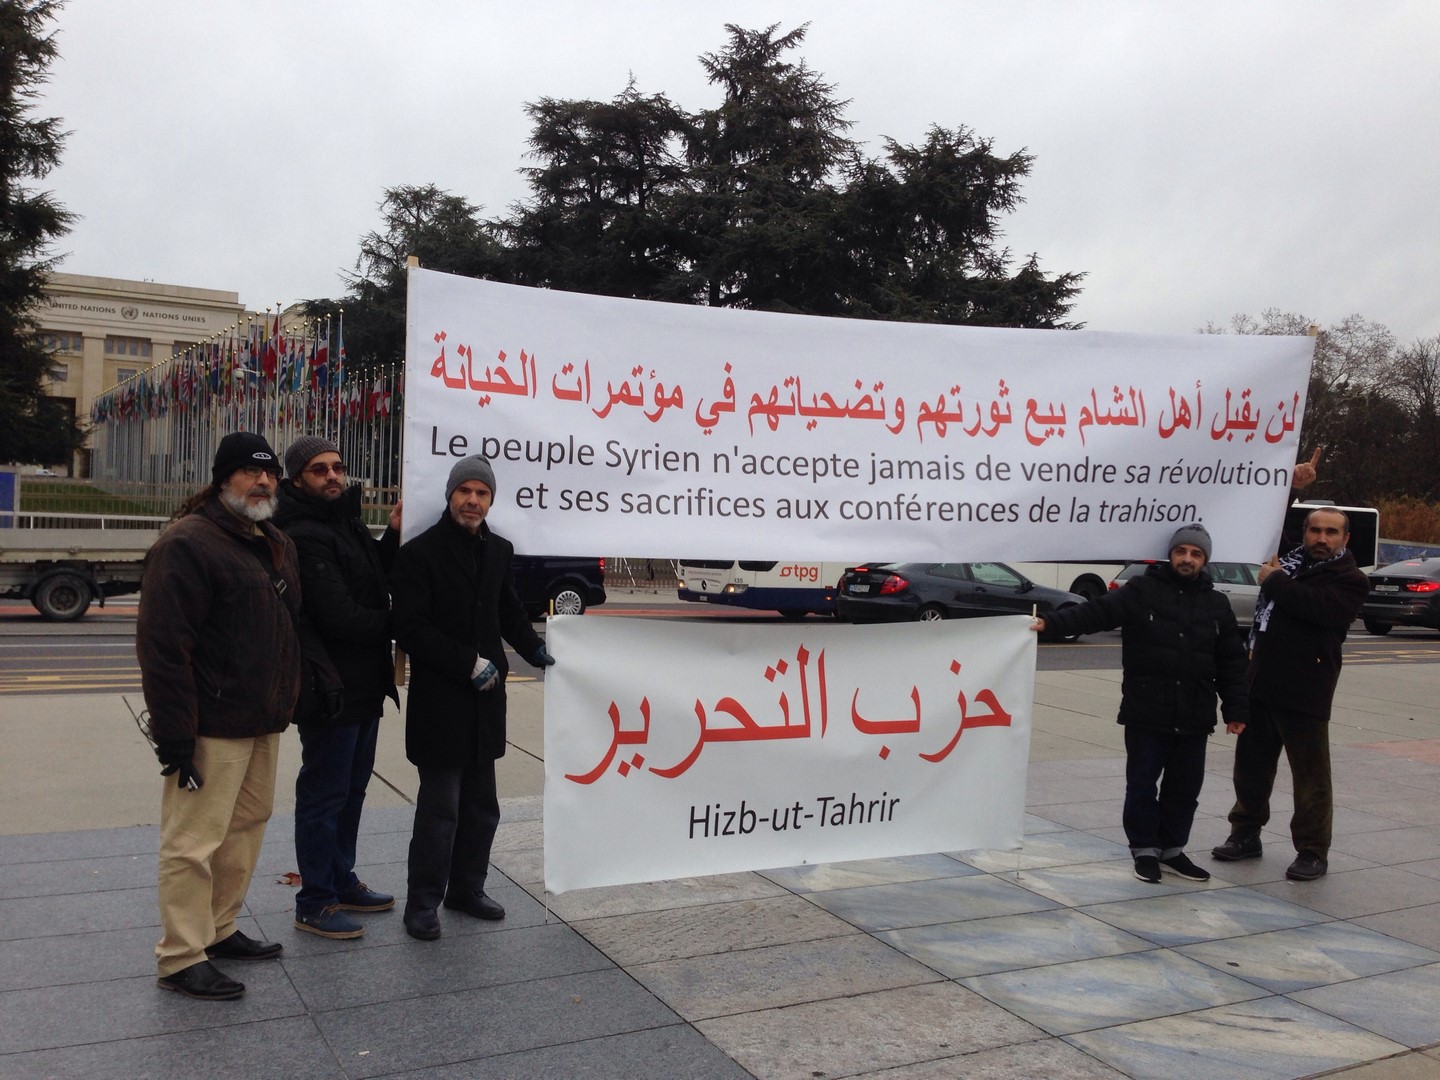 UNITED NATIONS NATIONS UNIES
لن يقبل أهل الشام بيع ثورتهم وتضحياتهم في مؤتمرات الخيانة
Le peuple Syrien n'accepte jamais de vendre sa révolution
et ses sacrifices aux conférences de la trahison.
tpg
حزب التحرير
Hizb-ut-Tahrir